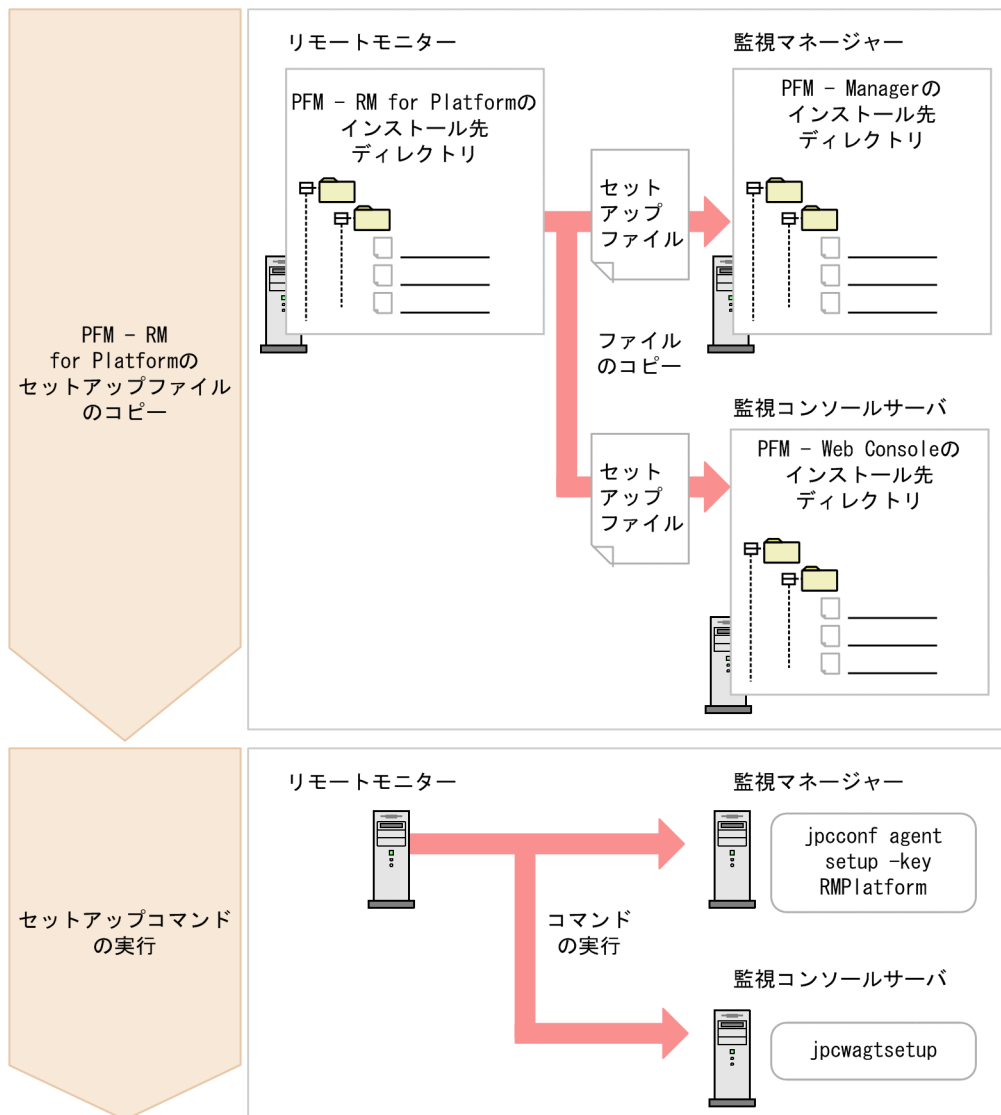 PFM － RM
for Platformの
セットアップファイル
のコピー
リモートモニター
PFM － RM for Platformの
インストール先
ディレクトリ
セット
アップ
ファイル
監視マネージャー
PFM － Managerの
インストール先
ディレクトリ
ファイル
のコピー
セット
アップ
ファイル
監視コンソールサーバ
PFM － Web Consoleの
インストール先
ディレクトリ
セットアップコマンド
の実行
リモートモニター
コマンド
の実行
監視マネージャー
jpcconf agent
setup -key
RMPlatform
監視コンソールサーバ
jpcwagtsetup